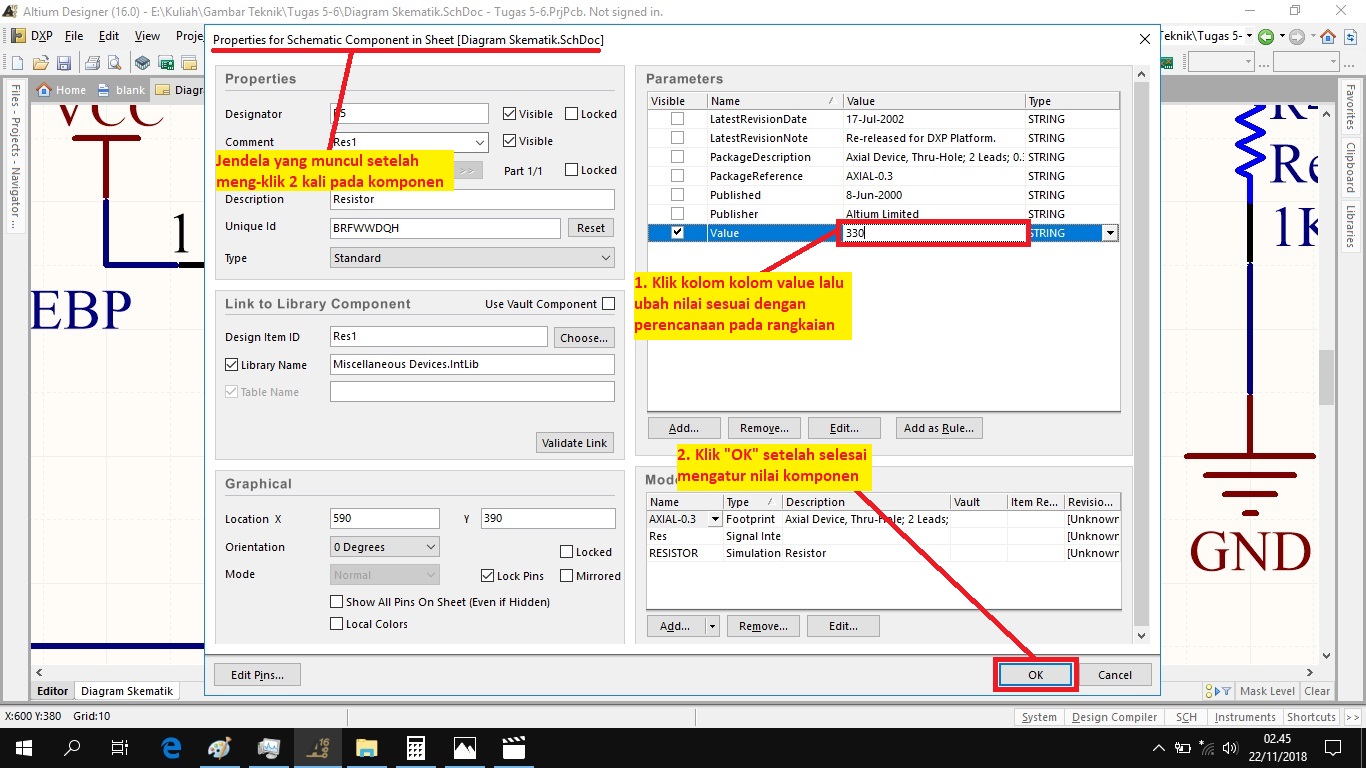 Altium Designer (16.0) - E:\Kuliah\Gambar Teknik\Tugas 5-6\Diagram Skematik.SchDoc - Tugas 5-6.PrjPcb. Not signed in.
DXP File Edit View Proje
Teknik\Tugas 5-
Home blank Diagr
Files - Projects - Navigator ...
Favorites
Clipboard
Libraries
Properties for Schematic Component in Sheet [Diagram Skematik.SchDoc]
Properties
Designator Visible Locked
Comment Res1 Visible
Jendela yang muncul setelah
meng-klik 2 kali pada komponen
>> Part 1/1 Locked
Description Resistor
Unique Id BRFWWDQH Reset
Type Standard
Link to Library Component Use Vault Component
Design Item ID Res1 Choose...
Library Name Miscellaneous Devices.IntLib
Table Name
Validate Link
Graphical
Location X 590 Y 390
Orientation 0 Degrees Locked
Mode Normal Lock Pins Mirrored
Show All Pins On Sheet (Even if Hidden)
Local Colors
Parameters
Visible Name Value Type
LatestRevisionDate 17-Jul-2002 STRING
LatestRevisionNote Re-released for DXP Platform. STRING
PackageDescription Axial Device, Thru-Hole; 2 Leads; 0.3 STRING
PackageReference AXIAL-0.3 STRING
Published 8-Jun-2000 STRING
Publisher Altium Limited STRING
Value 330 STRING
1. Klik kolom kolom value lalu
ubah nilai sesuai dengan
perencanaan pada rangkaian
Add... Remove... Edit... Add as Rule...
2. Klik "OK" setelah selesai
mengatur nilai komponen
Mode
Name Type Description Vault Item Re... Revisio...
AXIAL-0.3 Footprint Axial Device, Thru-Hole; 2 Leads; [Unknown
Res Signal Inte [Unknown
RESISTOR Simulation Resistor [Unknown
Add... Remove... Edit...
Edit Pins... OK Cancel
VCC
1
EBP
R-
Re
1K
GND
Editor Diagram Skematik
Mask Level Clear
X:600 Y:380 Grid:10
System Design Compiler SCH Instruments Shortcuts >>
02.45
22/11/2018